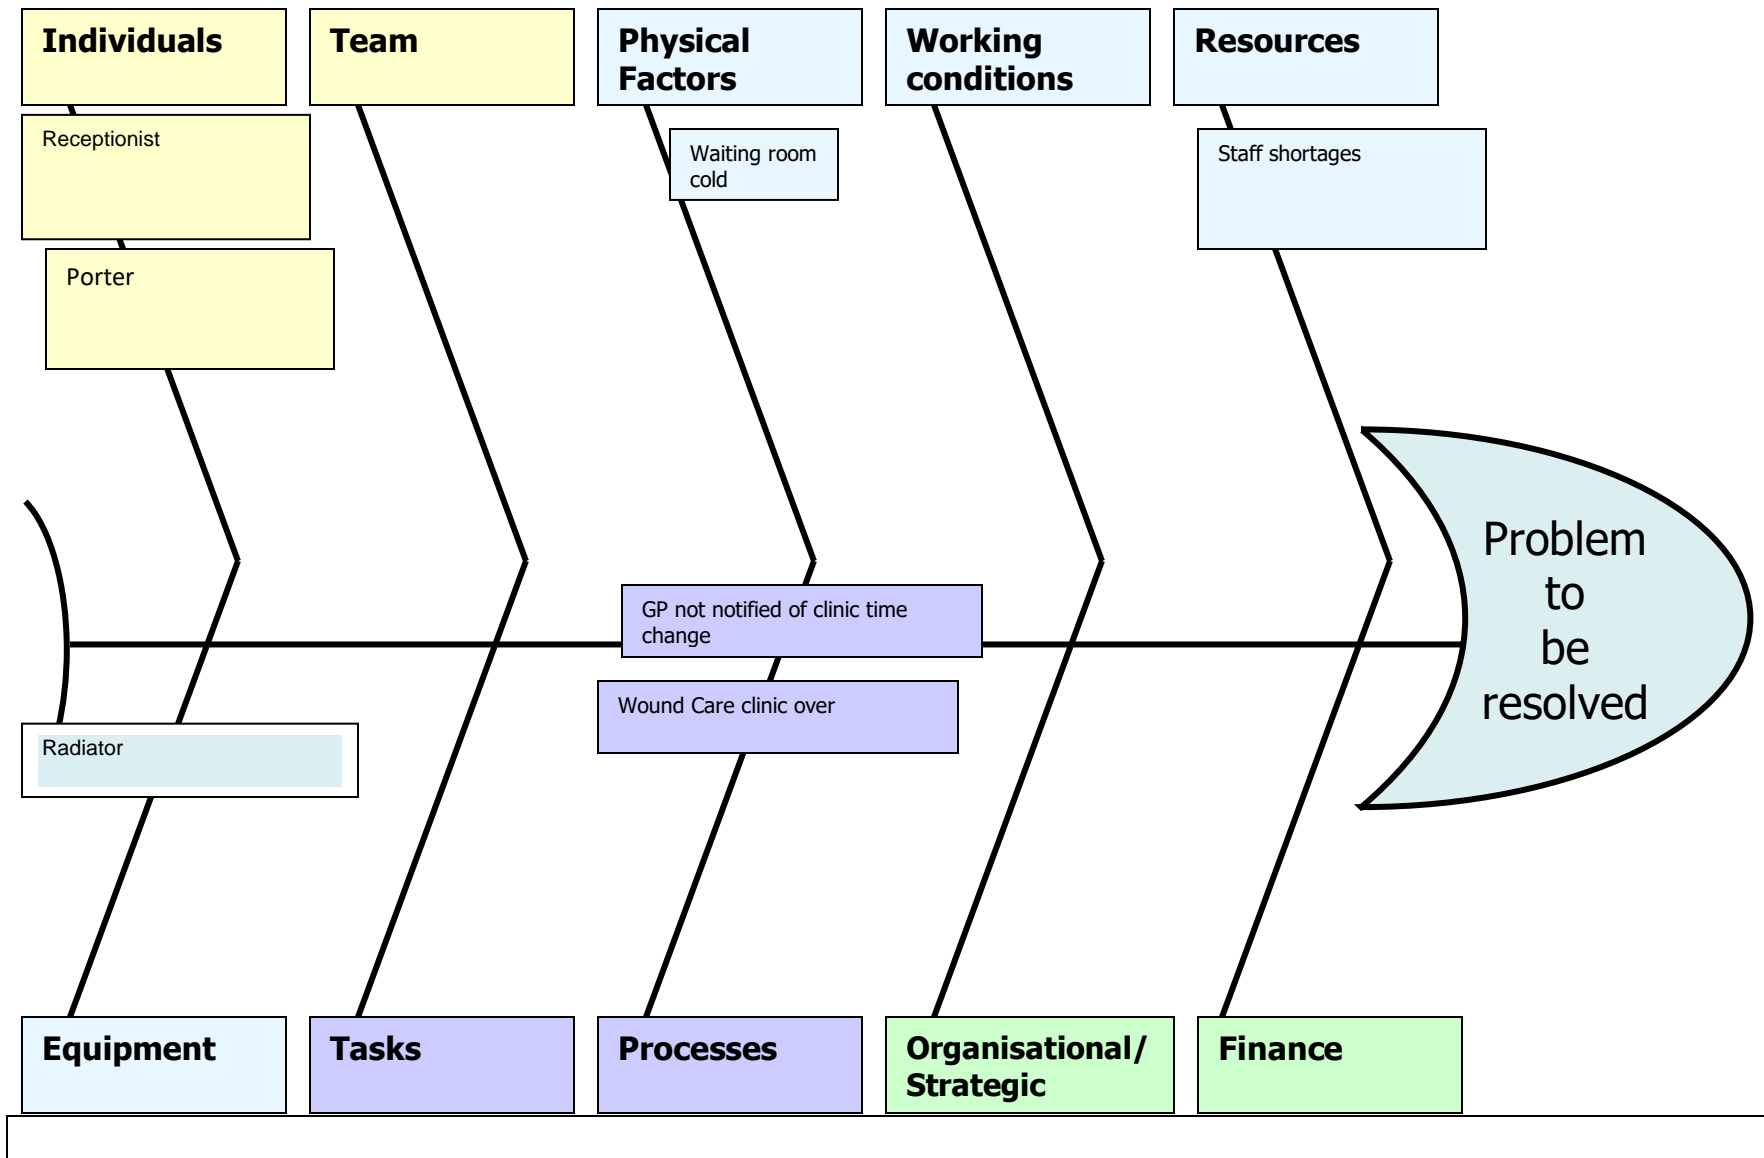 Individuals
Team
Physical
Factors
Working
conditions
Resources
Receptionist
Waiting room
cold
Staff shortages
Porter
Problem
to
be
resolved
GP not notified of clinic time
change
Wound Care clinic over
Radiator
Equipment
Tasks
Processes
Organisational/
Strategic
Finance